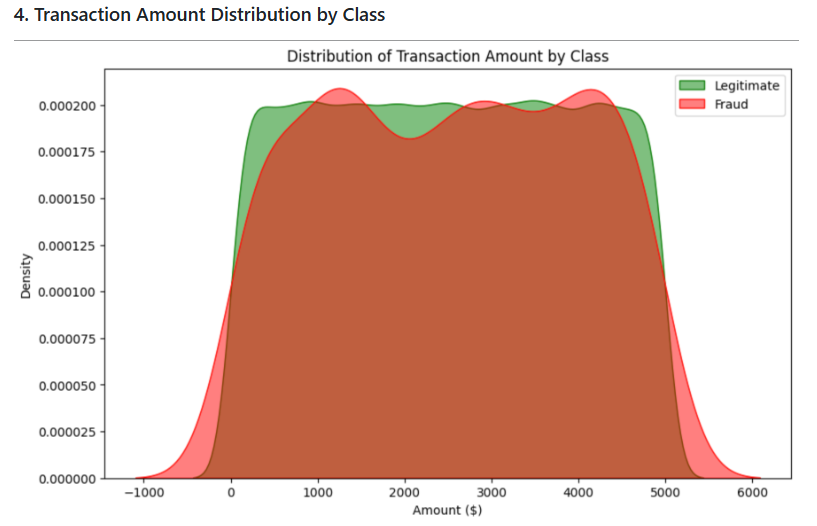 4. Transaction Amount Distribution by Class
Distribution of Transaction Amount by Class
Legitimate
Fraud
0.000200
0.000175
0.000150
0.000125
0.000100
0.000075
0.000050
0.000025
0.000000
Density
−1000 0 1000 2000 3000 4000 5000 6000
Amount ($)